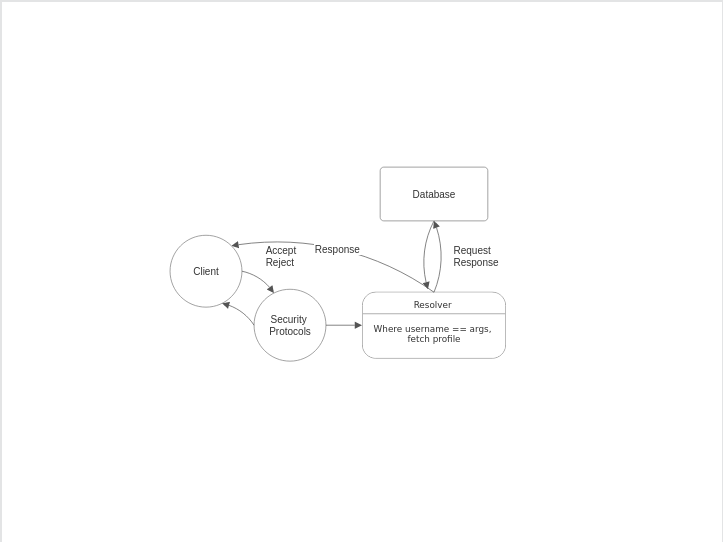 Database
Accept
Reject
Response
Request
Response
Client
Resolver
Security
Protocols
Where username == args,
fetch profile